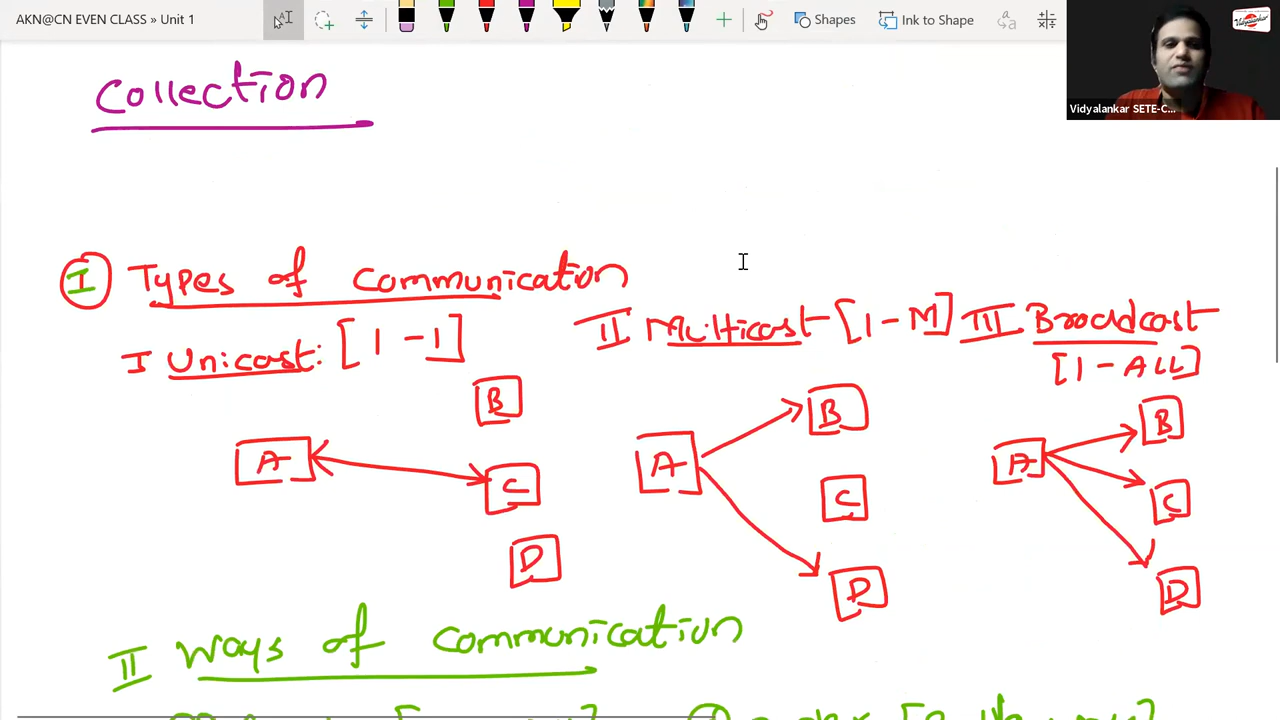 AKN@CN EVEN CLASS » Unit 1
Shapes
Ink to Shape
Vidyalankar
Vidyalankar SETE-C...
Collection
I Types of communication
I Unicast: [1 - 1]
II Multicast [1 - M]
III Broadcast
[1 - ALL]
B
A
C
D
A
B
C
D
A
B
C
D
II Ways of communication